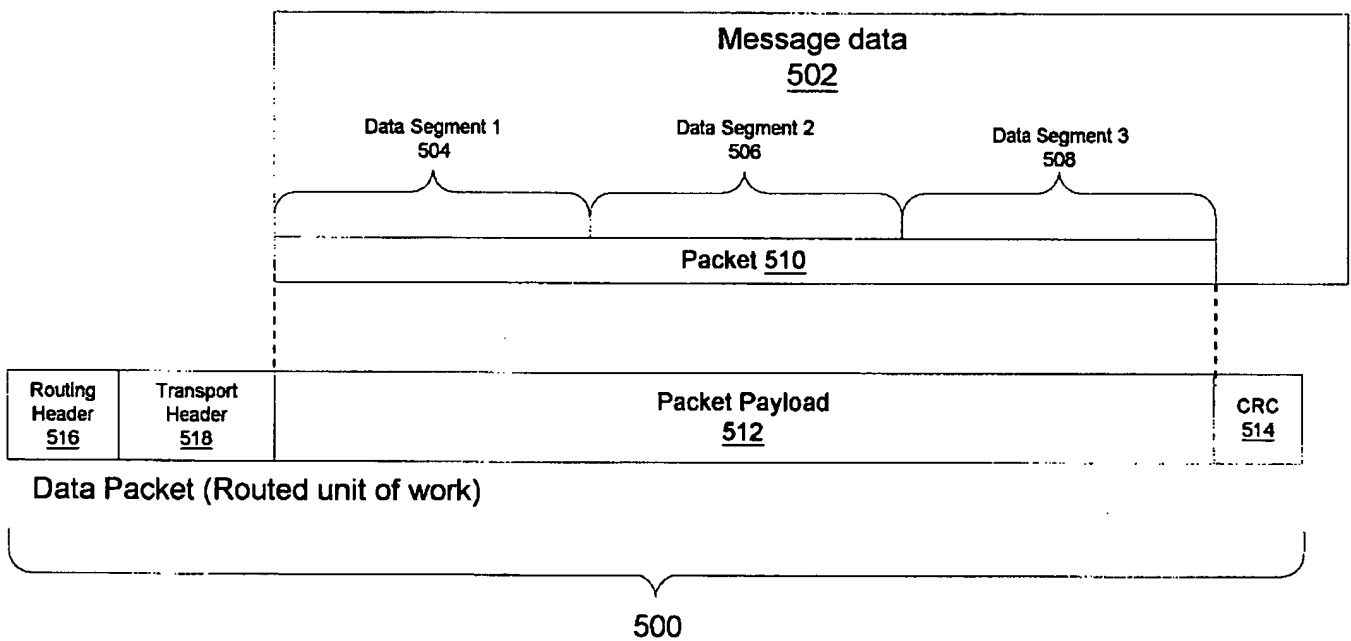 Message data
502
Data Segment 1
504
Data Segment 2
506
Data Segment 3
508
Packet 510
Routing
Header
516
Transport
Header
518
Packet Payload
512
CRC
514
Data Packet (Routed unit of work)
500